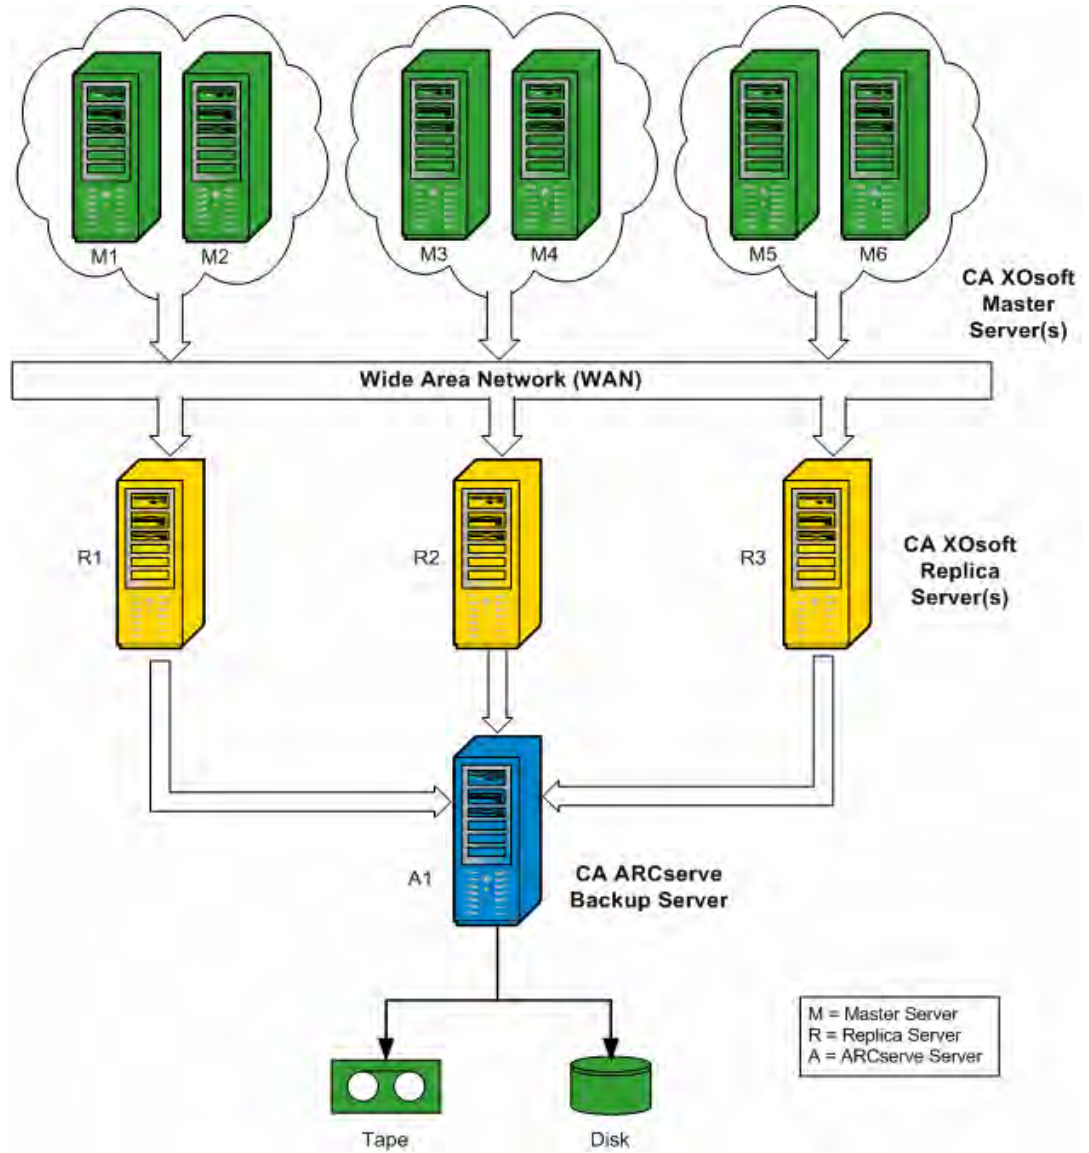 M1
M2
M3
M4
M5
M6
CA XOsoft
Master
Server(s)
Wide Area Network (WAN)
R1
R2
R3
CA XOsoft
Replica
Server(s)
A1
CA ARCserve
Backup Server
M = Master Server
R = Replica Server
A = ARCserve Server
Tape
Disk